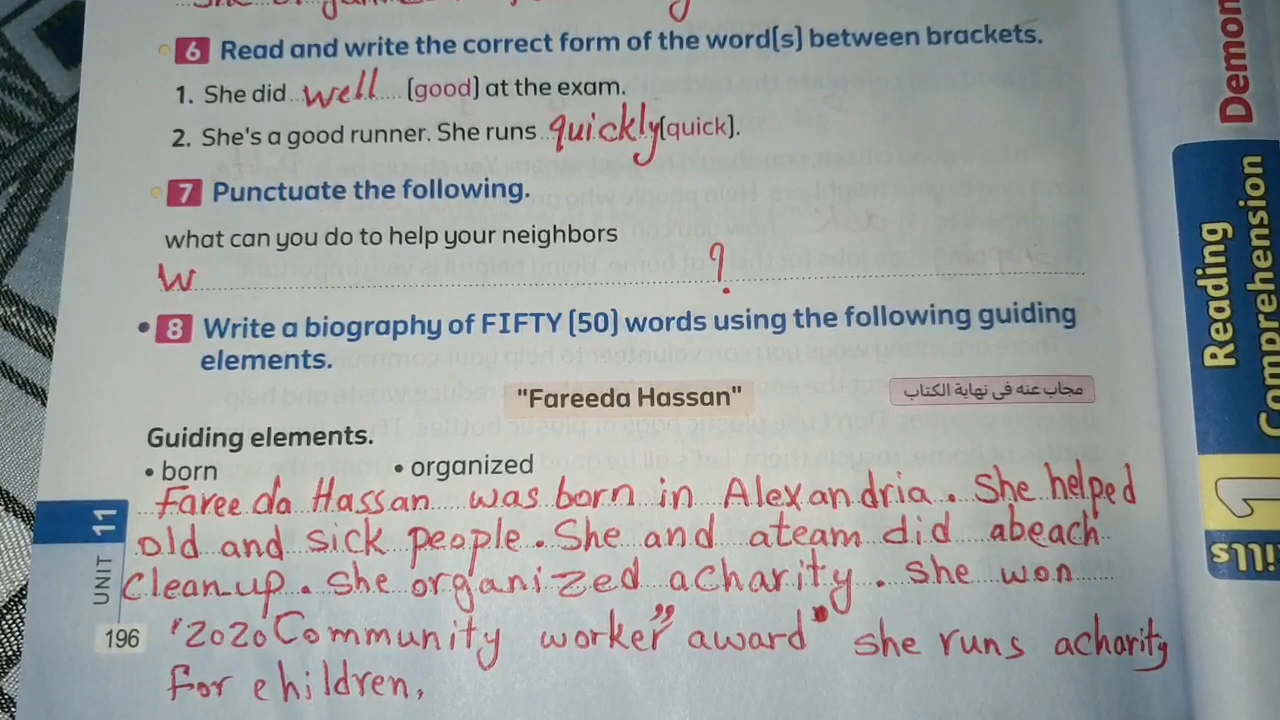 6 Read and write the correct form of the word(s) between brackets.
1. She did well (good) at the exam.
2. She's a good runner. She runs quickly (quick).
7 Punctuate the following.
what can you do to help your neighbors
W ?
• 8 Write a biography of FIFTY (50) words using the following guiding
elements.
"Fareeda Hassan"
مجاب عنه فى نهاية الكتاب
Guiding elements.
• born • organized
Fareeda Hassan was born in Alexandria. She helped
old and sick people. She and ateam did abeach
Clean-up. She organized acharity. She won
"2020 Community worker" award. she runs acharity
for children,
UNIT 11
196
Demon
Reading
Comprehension
1